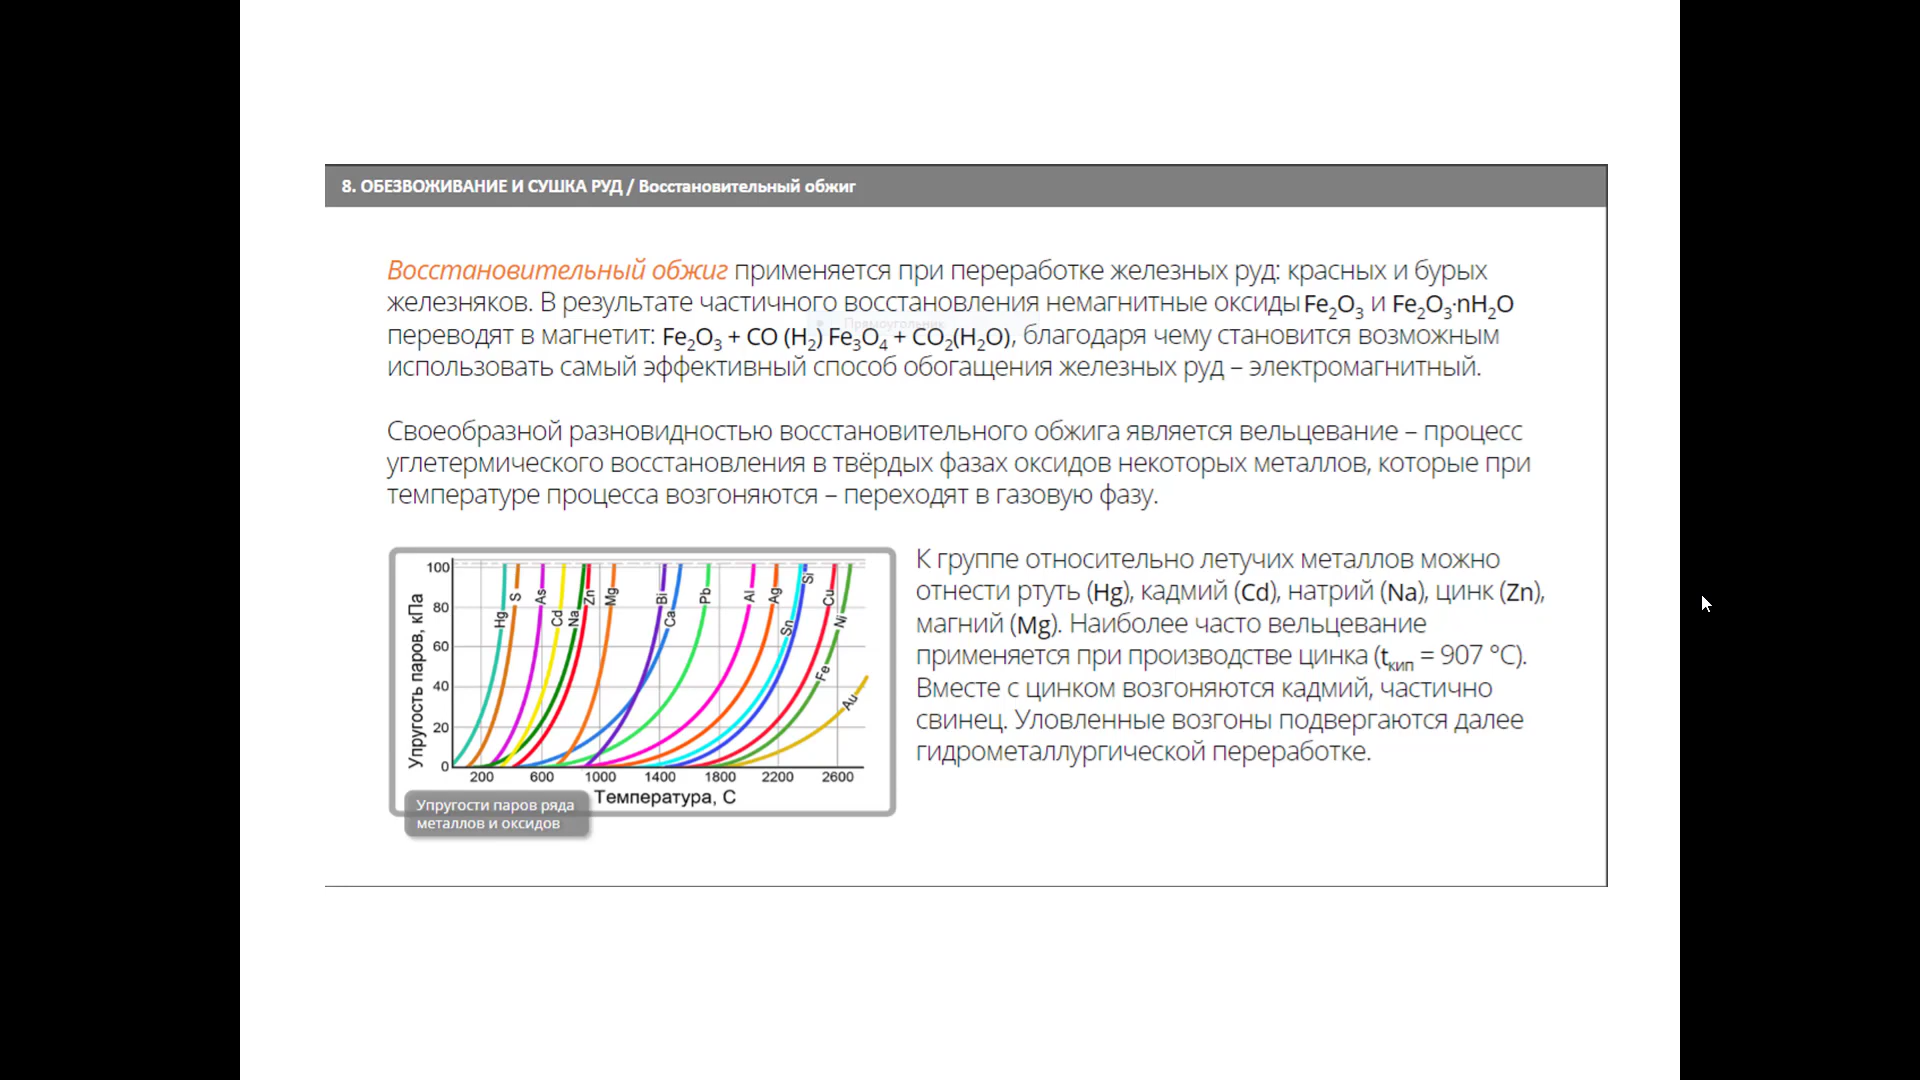 8. ОБЕЗВОЖИВАНИЕ И СУШКА РУД / Восстановительный обжиг
Восстановительный обжиг применяется при переработке железных руд: красных и бурых
железняков. В результате частичного восстановления немагнитные оксиды Fe₂O₃ и Fe₂O₃·nH₂O
Прямоугольник
переводят в магнетит: Fe₂O₃ + CO (H₂) Fe₃O₄ + CO₂(H₂O), благодаря чему становится возможным
использовать самый эффективный способ обогащения железных руд – электромагнитный.
Своеобразной разновидностью восстановительного обжига является вельцевание – процесс
углетермического восстановления в твёрдых фазах оксидов некоторых металлов, которые при
температуре процесса возгоняются – переходят в газовую фазу.
Упругость паров, кПа
100
80
60
40
20
0
Hg
S
As
Cd
Na
Zn
Mg
Bi
Ca
Pb
Al
Ag
Sn
Si
Cu
Ni
Fe
Au
200 600 1000 1400 1800 2200 2600
Температура, С
Упругости паров ряда
металлов и оксидов
К группе относительно летучих металлов можно
отнести ртуть (Hg), кадмий (Cd), натрий (Na), цинк (Zn),
магний (Mg). Наиболее часто вельцевание
применяется при производстве цинка (tкип = 907 °C).
Вместе с цинком возгоняются кадмий, частично
свинец. Уловленные возгоны подвергаются далее
гидрометаллургической переработке.